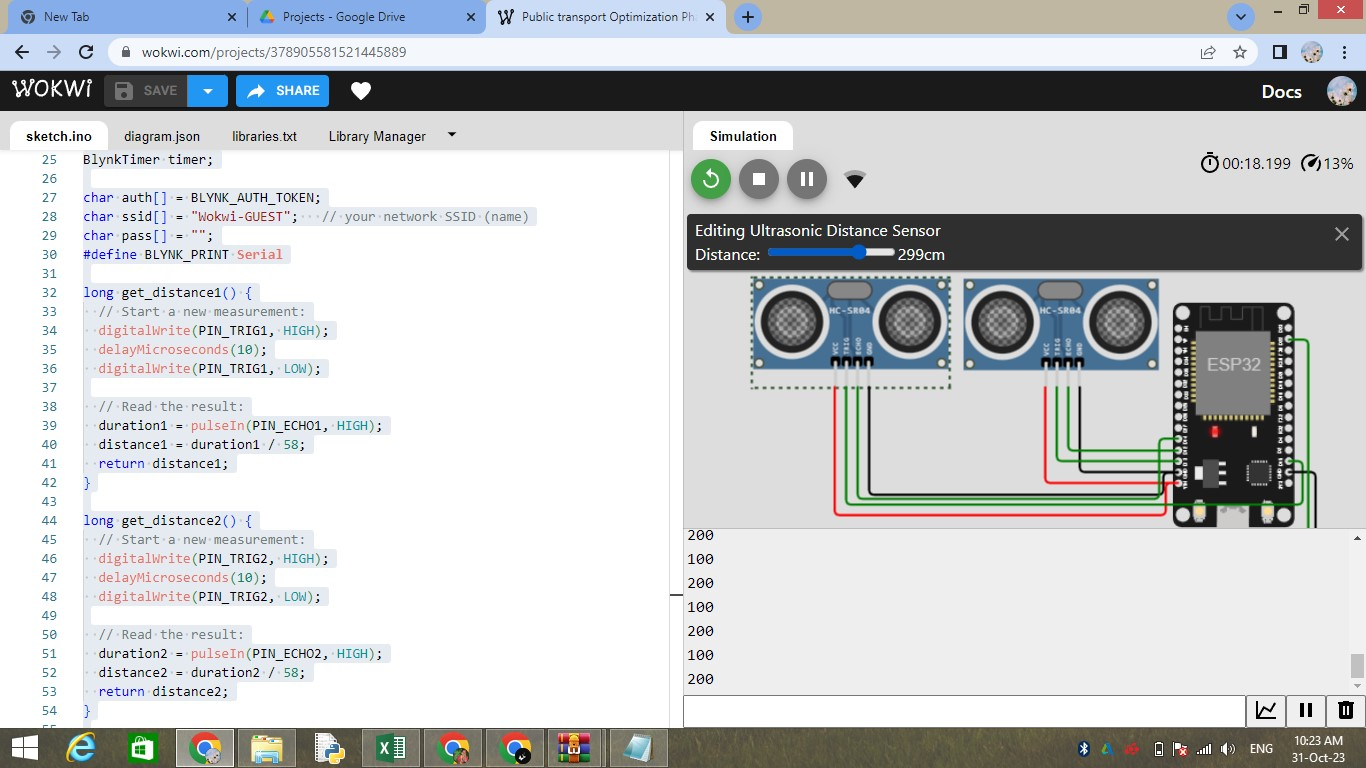 New Tab
Projects - Google Drive
Public transport Optimization Ph
wokwi.com/projects/378905581521445889
WOKWi
SAVE
SHARE
Docs
sketch.ino
diagram.json
libraries.txt
Library Manager
Simulation
25 BlynkTimer timer;
26
27 char auth[] = BLYNK_AUTH_TOKEN;
28 char ssid[] = "Wokwi-GUEST"; // your network SSID (name)
29 char pass[] = "";
30 #define BLYNK_PRINT Serial
31
32 long get_distance1() {
33 // Start a new measurement:
34 digitalWrite(PIN_TRIG1, HIGH);
35 delayMicroseconds(10);
36 digitalWrite(PIN_TRIG1, LOW);
37
38 // Read the result:
39 duration1 = pulseIn(PIN_ECHO1, HIGH);
40 distance1 = duration1 / 58;
41 return distance1;
42 }
43
44 long get_distance2() {
45 // Start a new measurement:
46 digitalWrite(PIN_TRIG2, HIGH);
47 delayMicroseconds(10);
48 digitalWrite(PIN_TRIG2, LOW);
49
50 // Read the result:
51 duration2 = pulseIn(PIN_ECHO2, HIGH);
52 distance2 = duration2 / 58;
53 return distance2;
54 }
00:18.199
13%
Editing Ultrasonic Distance Sensor
Distance: 299cm
HC-SR04
VCC TRIG ECHO GND
HC-SR04
VCC TRIG ECHO GND
ESP32
200
100
200
100
200
100
200
ENG
10:23 AM
31-Oct-23